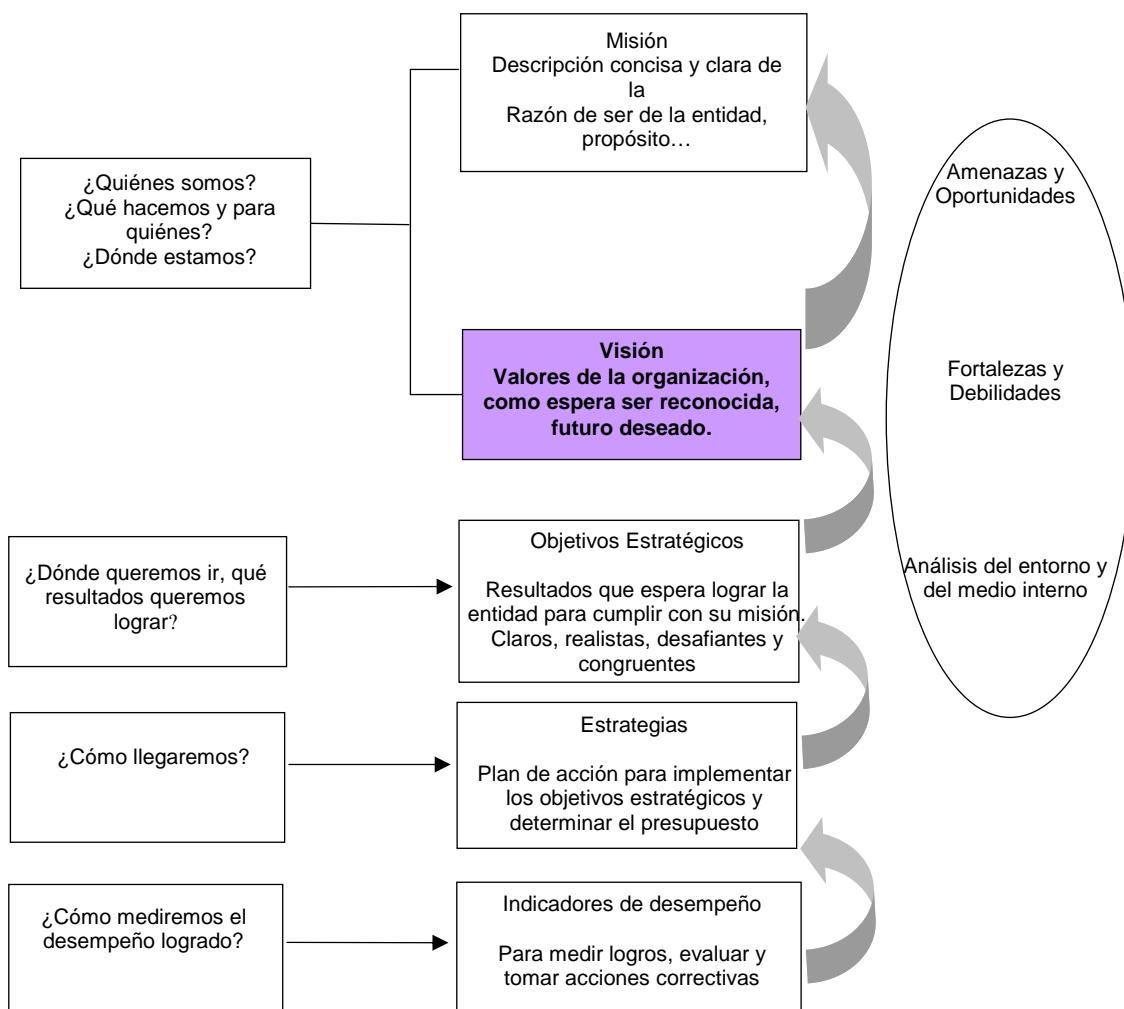 Misión
Descripción concisa y clara de
la
Razón de ser de la entidad,
propósito…
¿Quiénes somos?
¿Qué hacemos y para
quiénes?
¿Dónde estamos?
Visión
Valores de la organización,
como espera ser reconocida,
futuro deseado.
Amenazas y
Oportunidades
Fortalezas y
Debilidades
Análisis del entorno y
del medio interno
¿Dónde queremos ir, qué
resultados queremos
lograr?
Objetivos Estratégicos
Resultados que espera lograr la
entidad para cumplir con su misión.
Claros, realistas, desafiantes y
congruentes
¿Cómo llegaremos?
Estrategias
Plan de acción para implementar
los objetivos estratégicos y
determinar el presupuesto
¿Cómo mediremos el
desempeño logrado?
Indicadores de desempeño
Para medir logros, evaluar y
tomar acciones correctivas